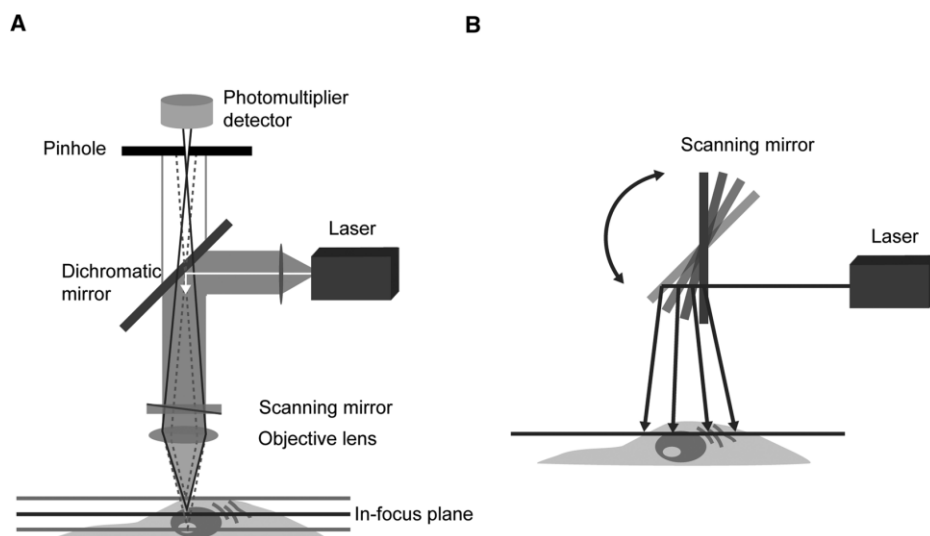 A
Photomultiplier
detector
Pinhole
Laser
Dichromatic
mirror
Scanning mirror
Objective lens
In-focus plane
B
Scanning mirror
Laser